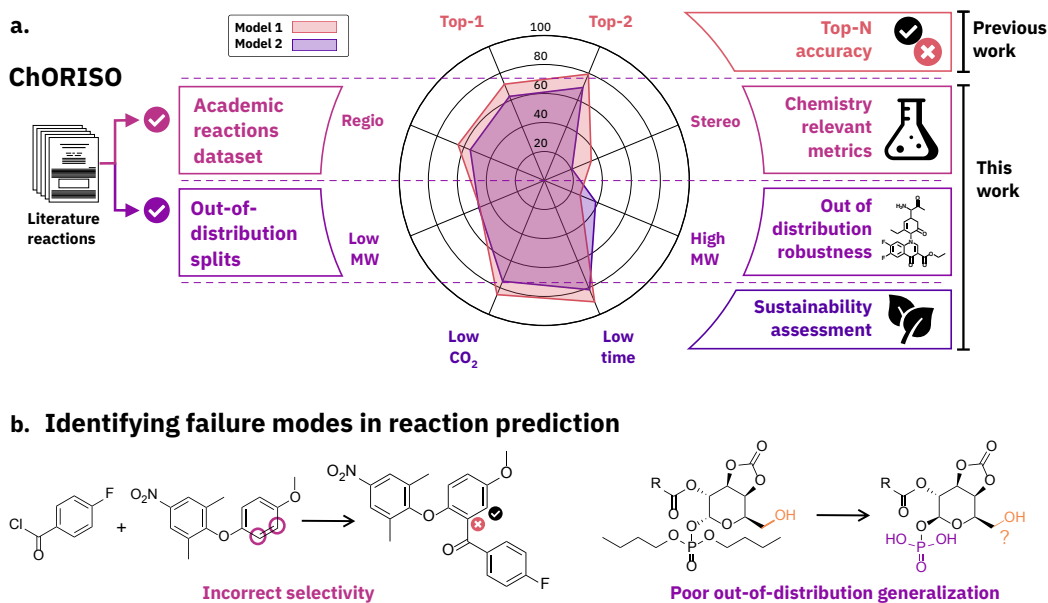 a.
Model 1
Model 2
Top-1
100
Top-2
80
60
40
20
Regio
Stereo
Low
MW
High
MW
Low
CO2
Low
time
ChORISO
Literature
reactions
Academic
reactions
dataset
Out-of-
distribution
splits
Top-N
accuracy
Chemistry
relevant
metrics
Out of
distribution
robustness
H₂N
O
O
F
F
N
O
O
O
Sustainability
assessment
Previous
work
This
work
b. Identifying failure modes in reaction prediction
Cl
O
F
+
O₂N
O
O
O₂N
O
O
O
F
Incorrect selectivity
R
O
O
O
O
O
O
OH
O
O
P
O
O
R
O
O
O
O
O
O
OH
?
O
HO
P
OH
O
Poor out-of-distribution generalization